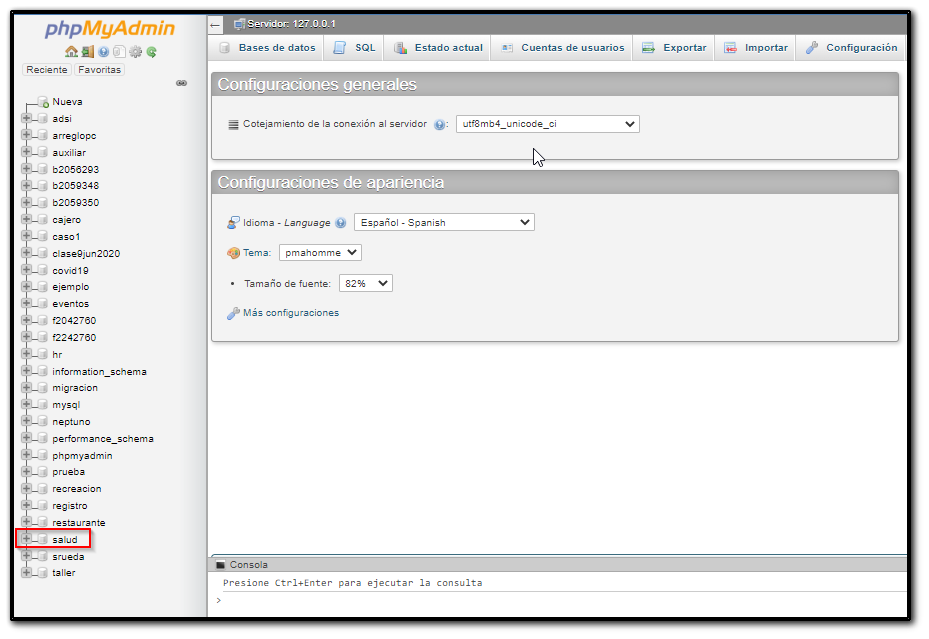 phpMyAdmin
Reciente Favoritas
Nueva
adsi
arreglopc
auxiliar
b2056293
b2059348
b2059350
cajero
caso1
clase9jun2020
covid19
ejemplo
eventos
f2042760
f2242760
hr
information_schema
migracion
mysql
neptuno
performance_schema
phpmyadmin
prueba
recreacion
registro
restaurante
salud
srueda
taller
Servidor: 127.0.0.1
Bases de datos SQL Estado actual Cuentas de usuarios Exportar Importar Configuración
Configuraciones generales
Cotejamiento de la conexión al servidor : utf8mb4_unicode_ci
Configuraciones de apariencia
Idioma - Language Español - Spanish
Tema: pmahomme
• Tamaño de fuente: 82%
Más configuraciones
Consola
Presione Ctrl+Enter para ejecutar la consulta
>